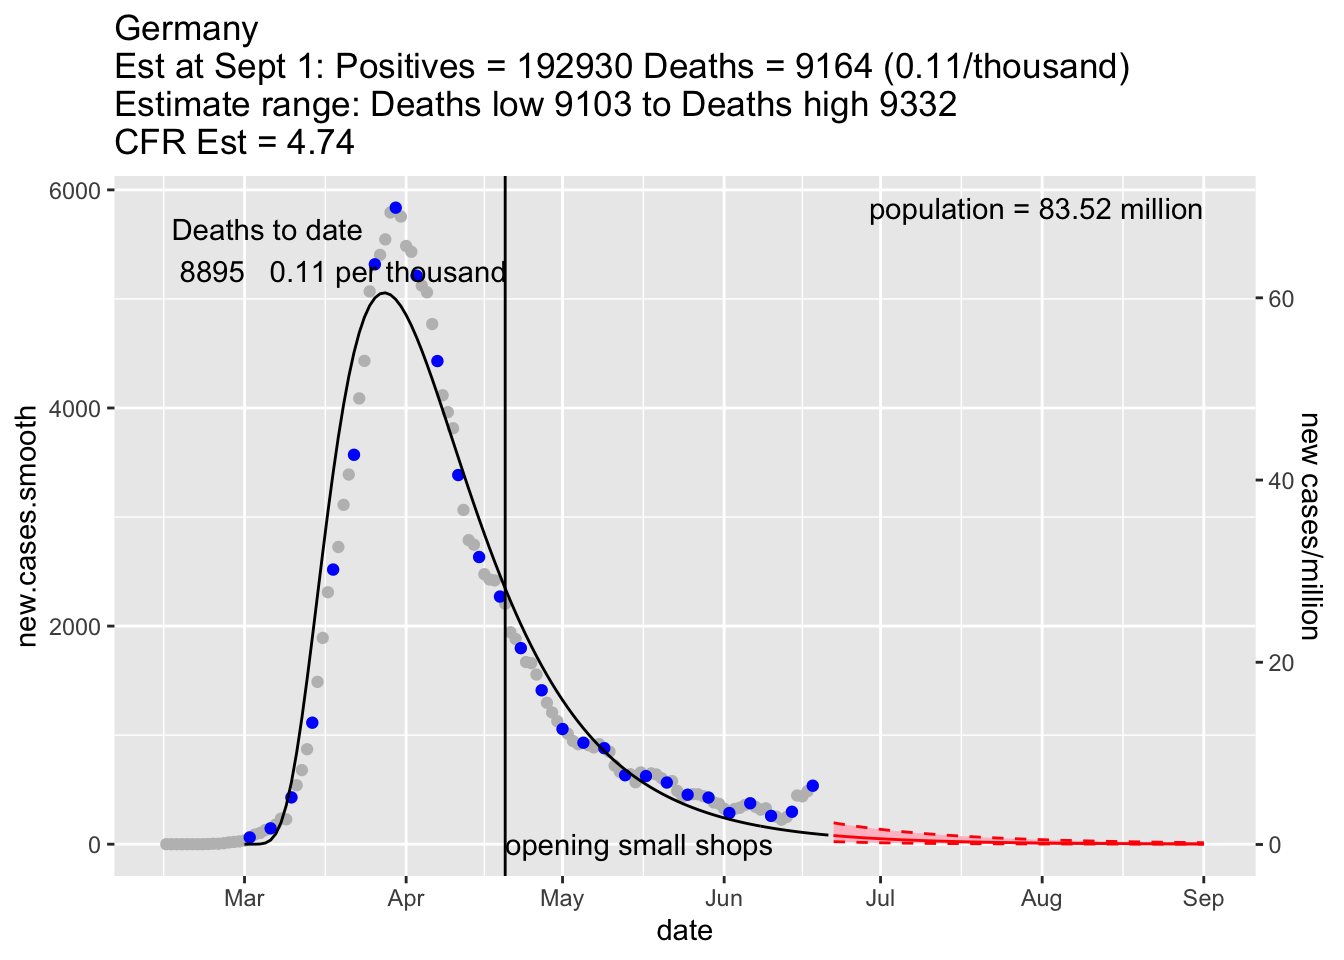 Germany
Est at Sept 1: Positives = 192930 Deaths = 9164 (0.11/thousand)
Estimate range: Deaths low 9103 to Deaths high 9332
CFR Est = 4.74
6000
4000
2000
0
new.cases.smooth
Deaths to date
8895 0.11 per thousand
population = 83.52 million
opening small shops
60
40
20
0
new cases/million
Mar Apr May Jun Jul Aug Sep
date